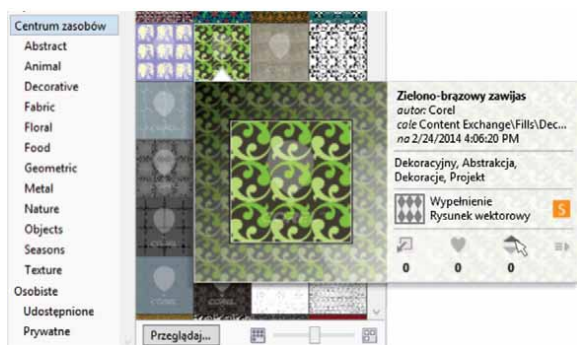 Centrum zasobów
Abstract
Animal
Decorative
Fabric
Floral
Food
Geometric
Metal
Nature
Objects
Seasons
Texture
Osobiste
Udostępnione
Prywatne
Przeglądaj...
Zielono-brązowy zawijas
autor: Corel
całe Content Exchange\Fills\Dec...
na 2/24/2014 4:06:20 PM
Dekoracyjny, Abstrakcja,
Dekoracje, Projekt
Wypełnienie
Rysunek wektorowy
S
0 0 0